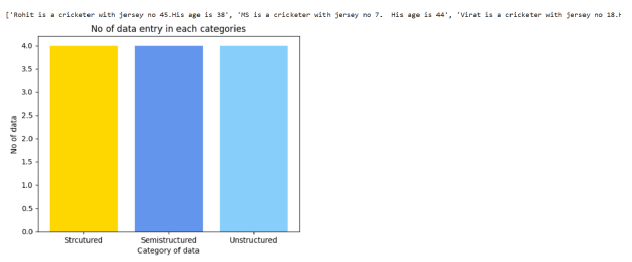 ['Rohit is a cricketer with jersey no 45.His age is 38', 'MS is a cricketer with jersey no 7.  His age is 44', 'Virat is a cricketer with jersey no 18.H
No of data entry in each categories
4.0
3.5
3.0
2.5
2.0
1.5
1.0
0.5
0.0
No of data
Strcutured Semistructured Unstructured
Category of data